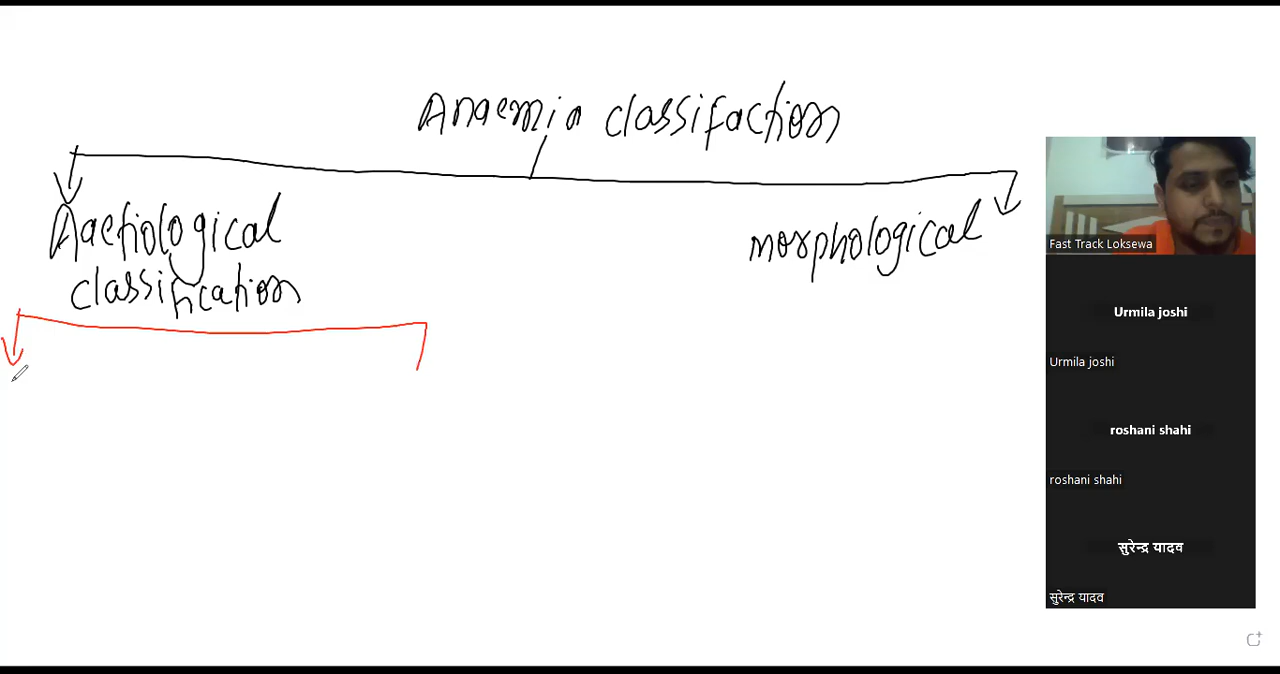 Anaemia classifaction
Aaetiological
classification
morphological
Fast Track Loksewa
Urmila joshi
Urmila joshi
roshani shahi
roshani shahi
सुरेन्द्र यादव
सुरेन्द्र यादव